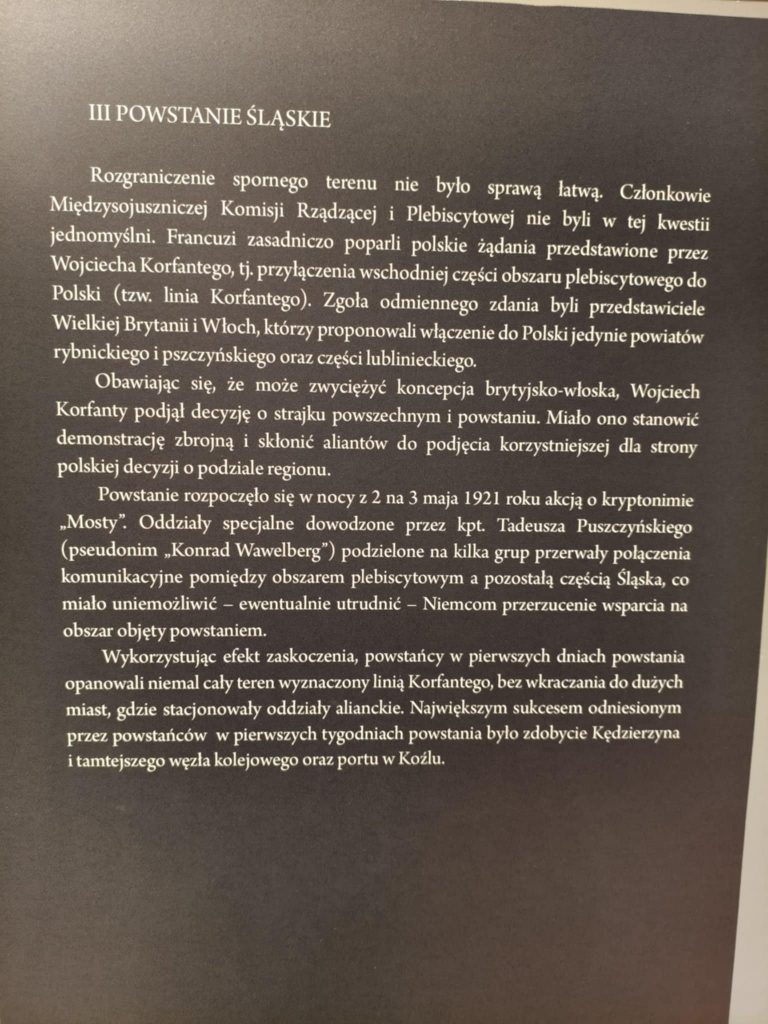 III POWSTANIE ŚLĄSKIE
Rozgraniczenie spornego terenu nie było sprawą łatwą. Członkowie
Międzysojuszniczej Komisji Rządzącej i Plebiscytowej nie byli w tej kwestii
jednomyślni. Francuzi zasadniczo poparli polskie żądania przedstawione przez
Wojciecha Korfantego, tj. przyłączenia wschodniej części obszaru plebiscytowego do
Polski (tzw. linia Korfantego). Zgoła odmiennego zdania byli przedstawiciele
Wielkiej Brytanii i Włoch, którzy proponowali włączenie do Polski jedynie powiatów
rybnickiego i pszczyńskiego oraz części lublinieckiego.
Obawiając się, że może zwyciężyć koncepcja brytyjsko-włoska, Wojciech
Korfanty podjął decyzję o strajku powszechnym i powstaniu. Miało ono stanowić
demonstrację zbrojną i skłonić aliantów do podjęcia korzystniejszej dla strony
polskiej decyzji o podziale regionu.
Powstanie rozpoczęło się w nocy z 2 na 3 maja 1921 roku akcją o kryptonimie
„Mosty”. Oddziały specjalne dowodzone przez kpt. Tadeusza Puszczyńskiego
(pseudonim „Konrad Wawelberg”) podzielone na kilka grup przerwały połączenia
komunikacyjne pomiędzy obszarem plebiscytowym a pozostałą częścią Śląska, co
miało uniemożliwić – ewentualnie utrudnić – Niemcom przerzucenie wsparcia na
obszar objęty powstaniem.
Wykorzystując efekt zaskoczenia, powstańcy w pierwszych dniach powstania
opanowali niemal cały teren wyznaczony linią Korfantego, bez wkraczania do dużych
miast, gdzie stacjonowały oddziały alianckie. Największym sukcesem odniesionym
przez powstańców w pierwszych tygodniach powstania było zdobycie Kędzierzyna
i tamtejszego węzła kolejowego oraz portu w Koźlu.